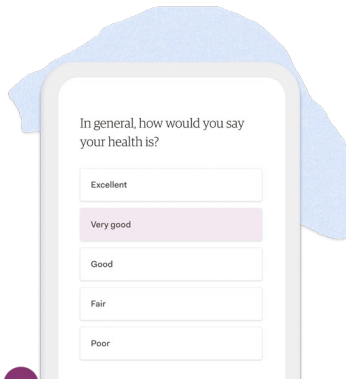 In general, how would you say
your health is?
Excellent
Very good
Good
Fair
Poor